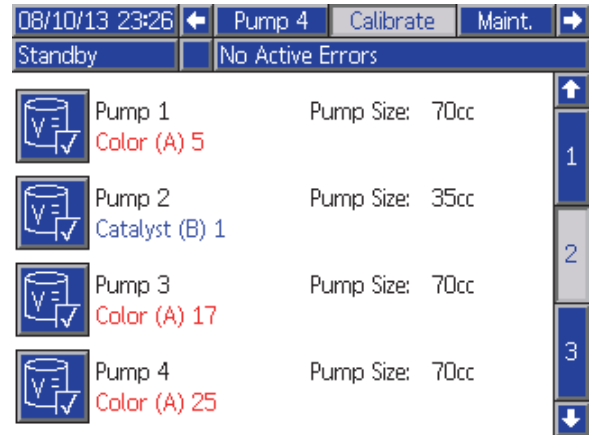 08/10/13 23:26 Pump 4 Calibrate Maint.
Standby No Active Errors
Pump 1 Pump Size: 70cc
Color (A) 5
1
Pump 2 Pump Size: 35cc
Catalyst (B) 1
2
Pump 3 Pump Size: 70cc
Color (A) 17
3
Pump 4 Pump Size: 70cc
Color (A) 25